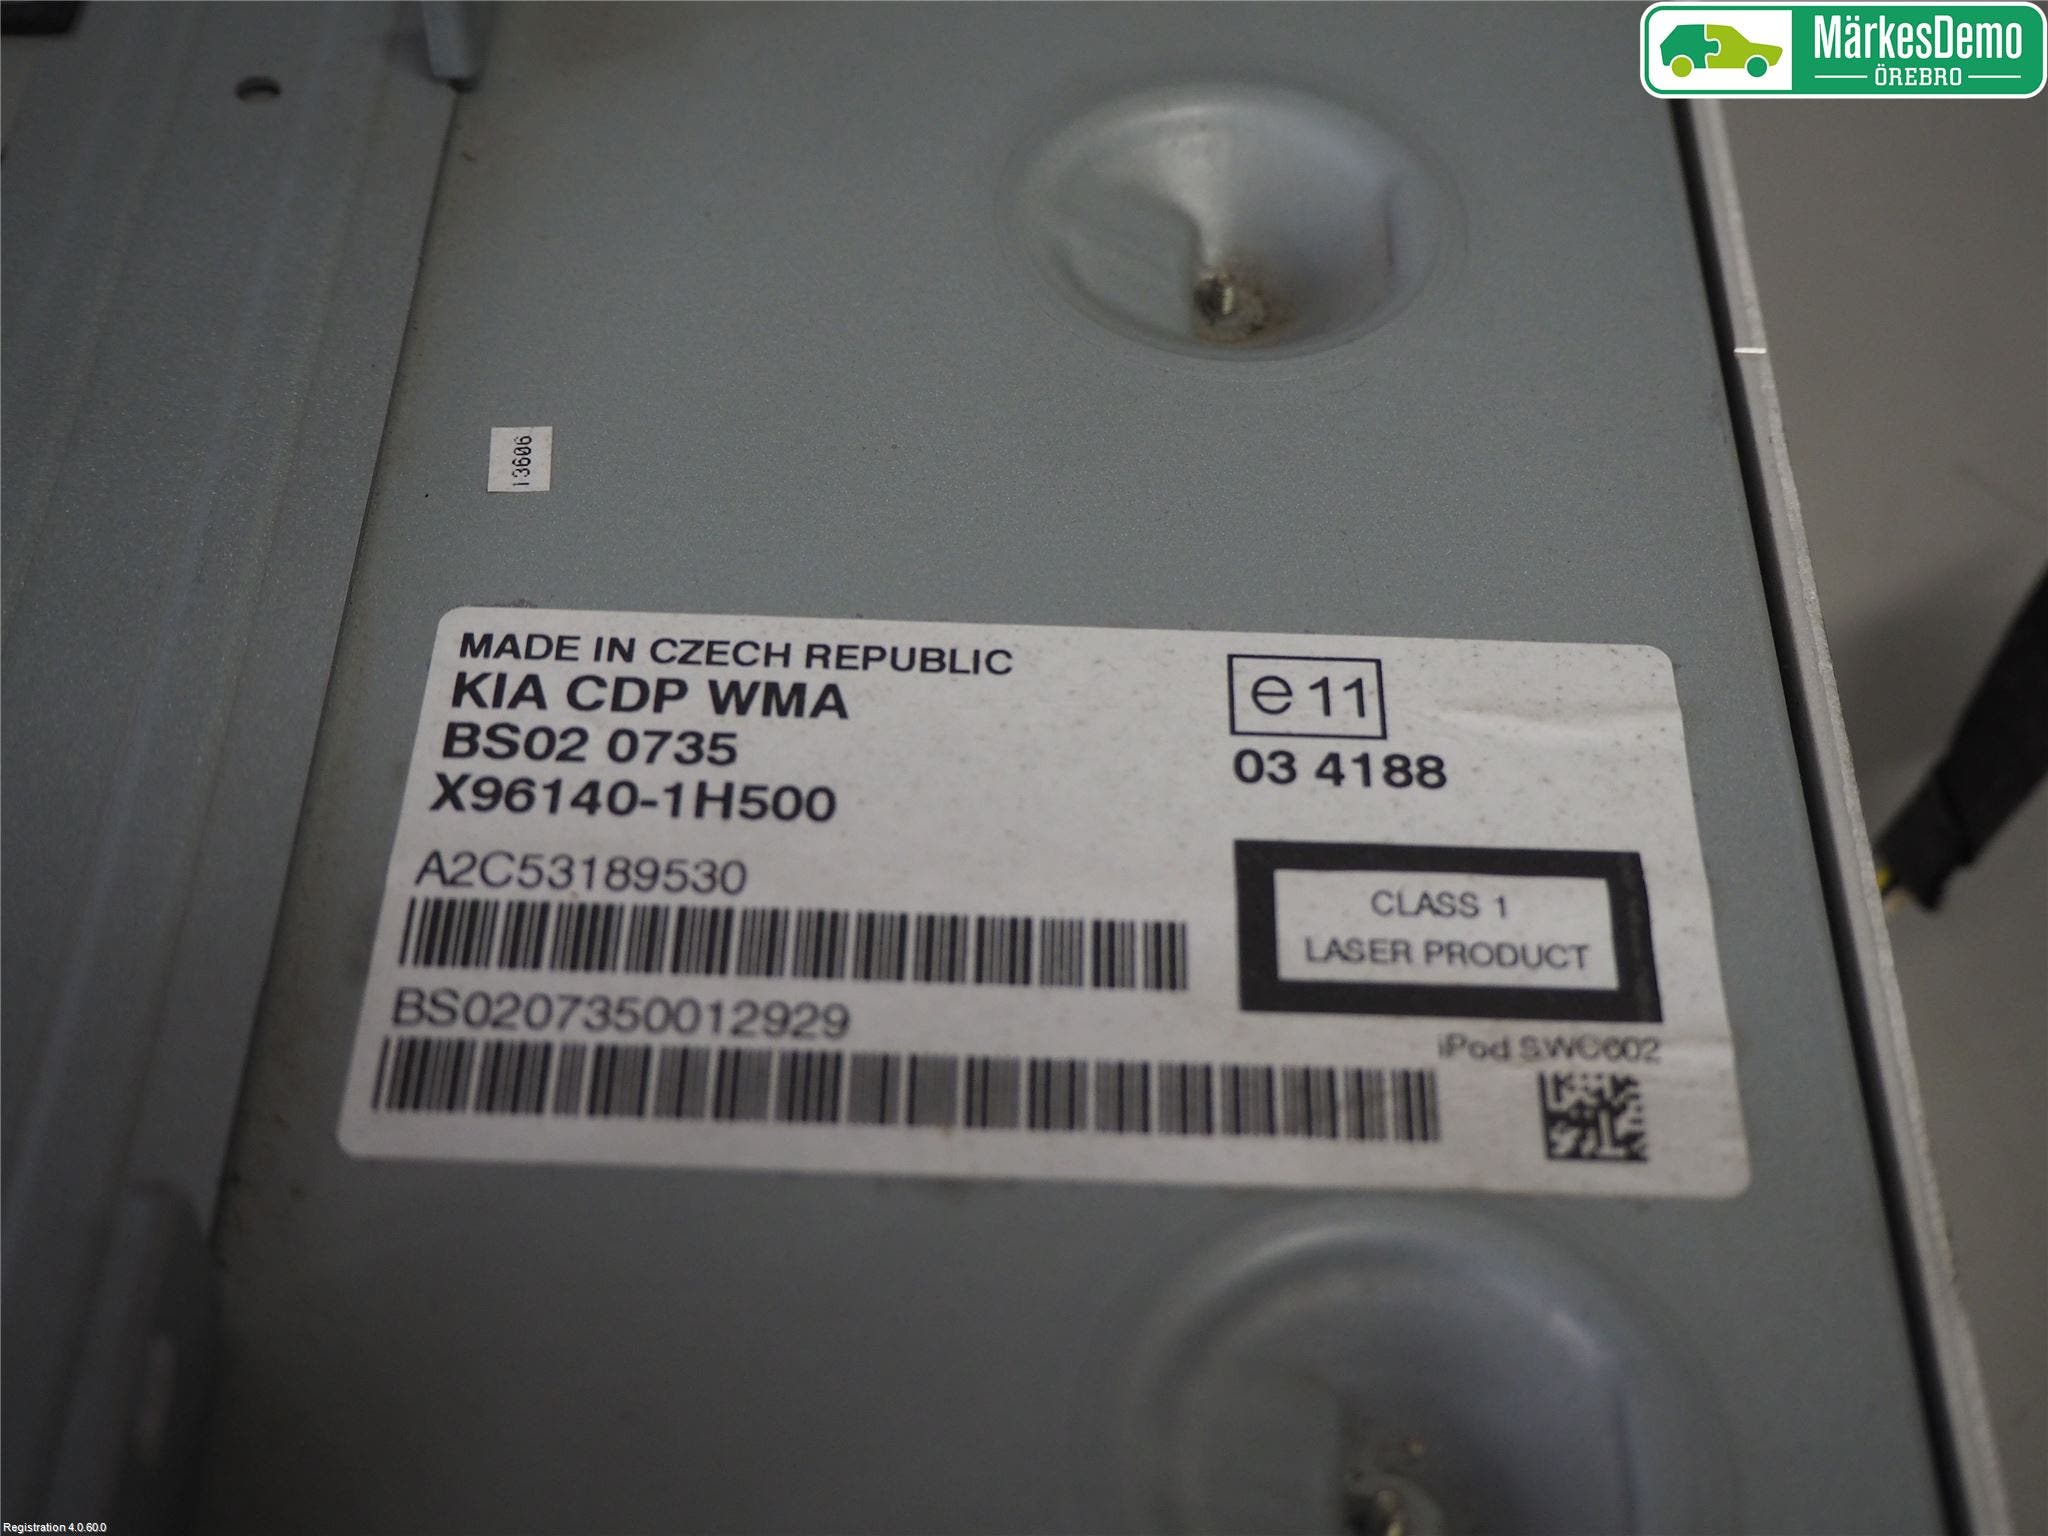 MärkesDemo
ÖREBRO
13606
MADE IN CZECH REPUBLIC
KIA CDP WMA
BS02 0735
X96140-1H500
e11
03 4188
A2C53189530
CLASS 1
LASER PRODUCT
BS0207350012929
iPod SWC602
Registration 4.0.60.0